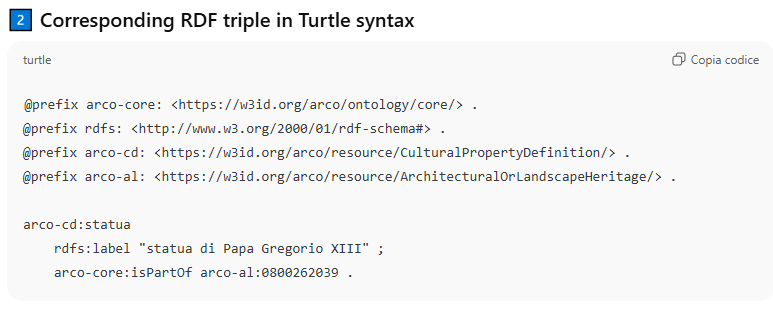 2 Corresponding RDF triple in Turtle syntax
turtle Copia codice
@prefix arco-core: <https://w3id.org/arco/ontology/core/> .
@prefix rdfs: <http://www.w3.org/2000/01/rdf-schema#> .
@prefix arco-cd: <https://w3id.org/arco/resource/CulturalPropertyDefinition/> .
@prefix arco-al: <https://w3id.org/arco/resource/ArchitecturalOrLandscapeHeritage/> .
arco-cd:statua
rdfs:label "statua di Papa Gregorio XIII" ;
arco-core:isPartOf arco-al:0800262039 .